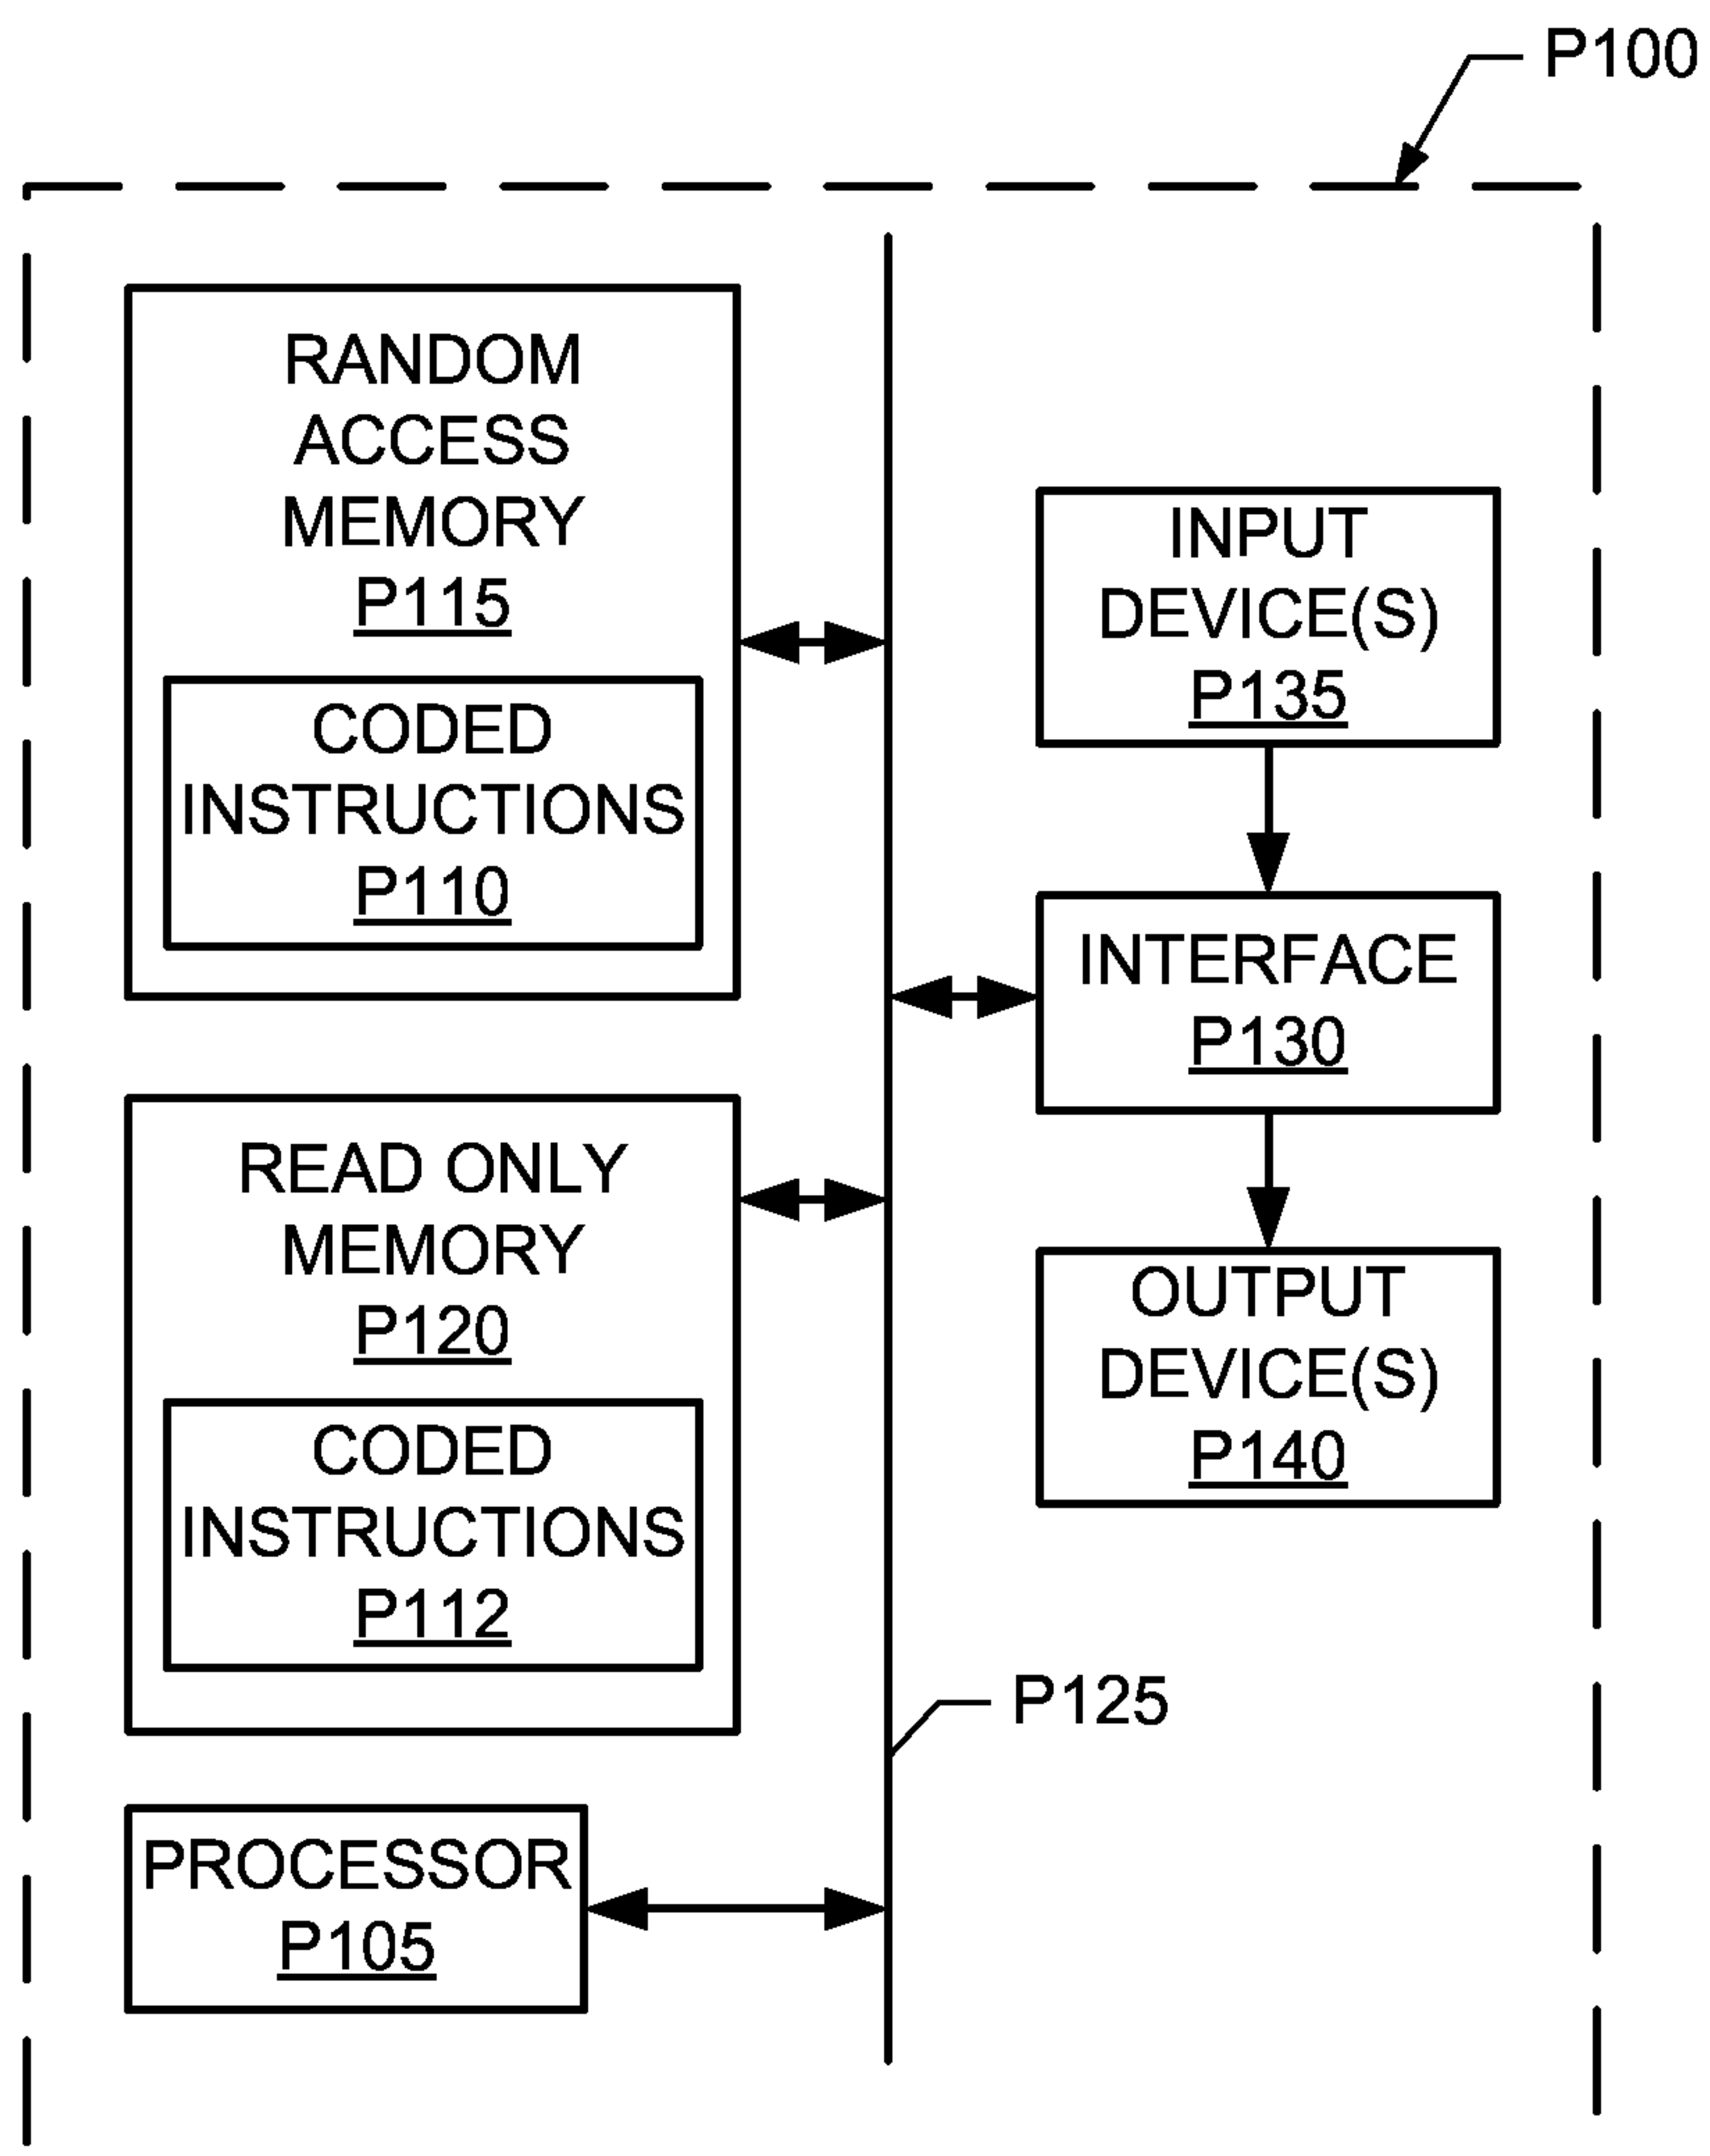 P100
RANDOM
ACCESS
MEMORY
P115
CODED
INSTRUCTIONS
P110
READ ONLY
MEMORY
P120
CODED
INSTRUCTIONS
P112
PROCESSOR
P105
INPUT
DEVICE(S)
P135
INTERFACE
P130
OUTPUT
DEVICE(S)
P140
P125